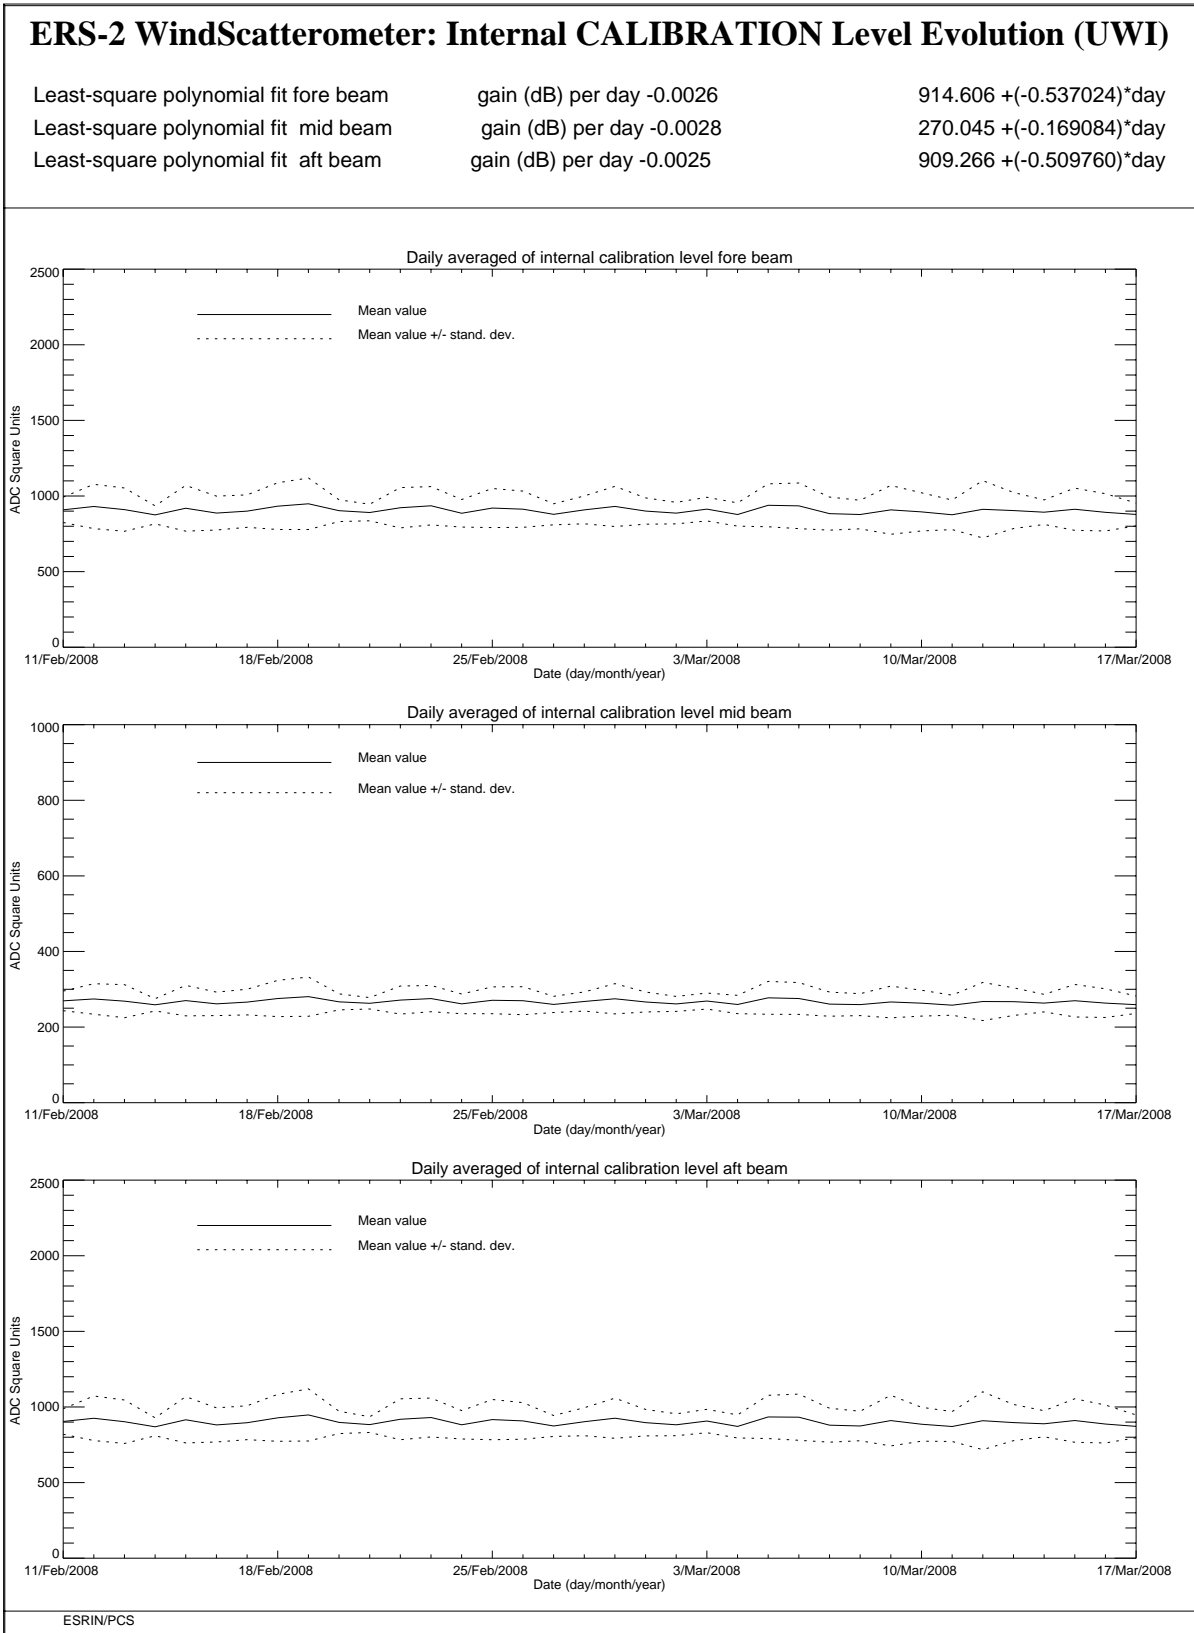 ERS-2 WindScatterometer: Internal CALIBRATION Level Evolution (UWI)
Least-square polynomial fit fore beam gain (dB) per day -0.0026 914.606 +(-0.537024)*day
Least-square polynomial fit mid beam gain (dB) per day -0.0028 270.045 +(-0.169084)*day
Least-square polynomial fit aft beam gain (dB) per day -0.0025 909.266 +(-0.509760)*day
Daily averaged of internal calibration level fore beam
2500
2000
1500
1000
500
0
ADC Square Units
Mean value
Mean value +/- stand. dev.
11/Feb/2008 18/Feb/2008 25/Feb/2008 3/Mar/2008 10/Mar/2008 17/Mar/2008
Date (day/month/year)
Daily averaged of internal calibration level mid beam
1000
800
600
400
200
0
ADC Square Units
Mean value
Mean value +/- stand. dev.
11/Feb/2008 18/Feb/2008 25/Feb/2008 3/Mar/2008 10/Mar/2008 17/Mar/2008
Date (day/month/year)
Daily averaged of internal calibration level aft beam
2500
2000
1500
1000
500
0
ADC Square Units
Mean value
Mean value +/- stand. dev.
11/Feb/2008 18/Feb/2008 25/Feb/2008 3/Mar/2008 10/Mar/2008 17/Mar/2008
Date (day/month/year)
ESRIN/PCS